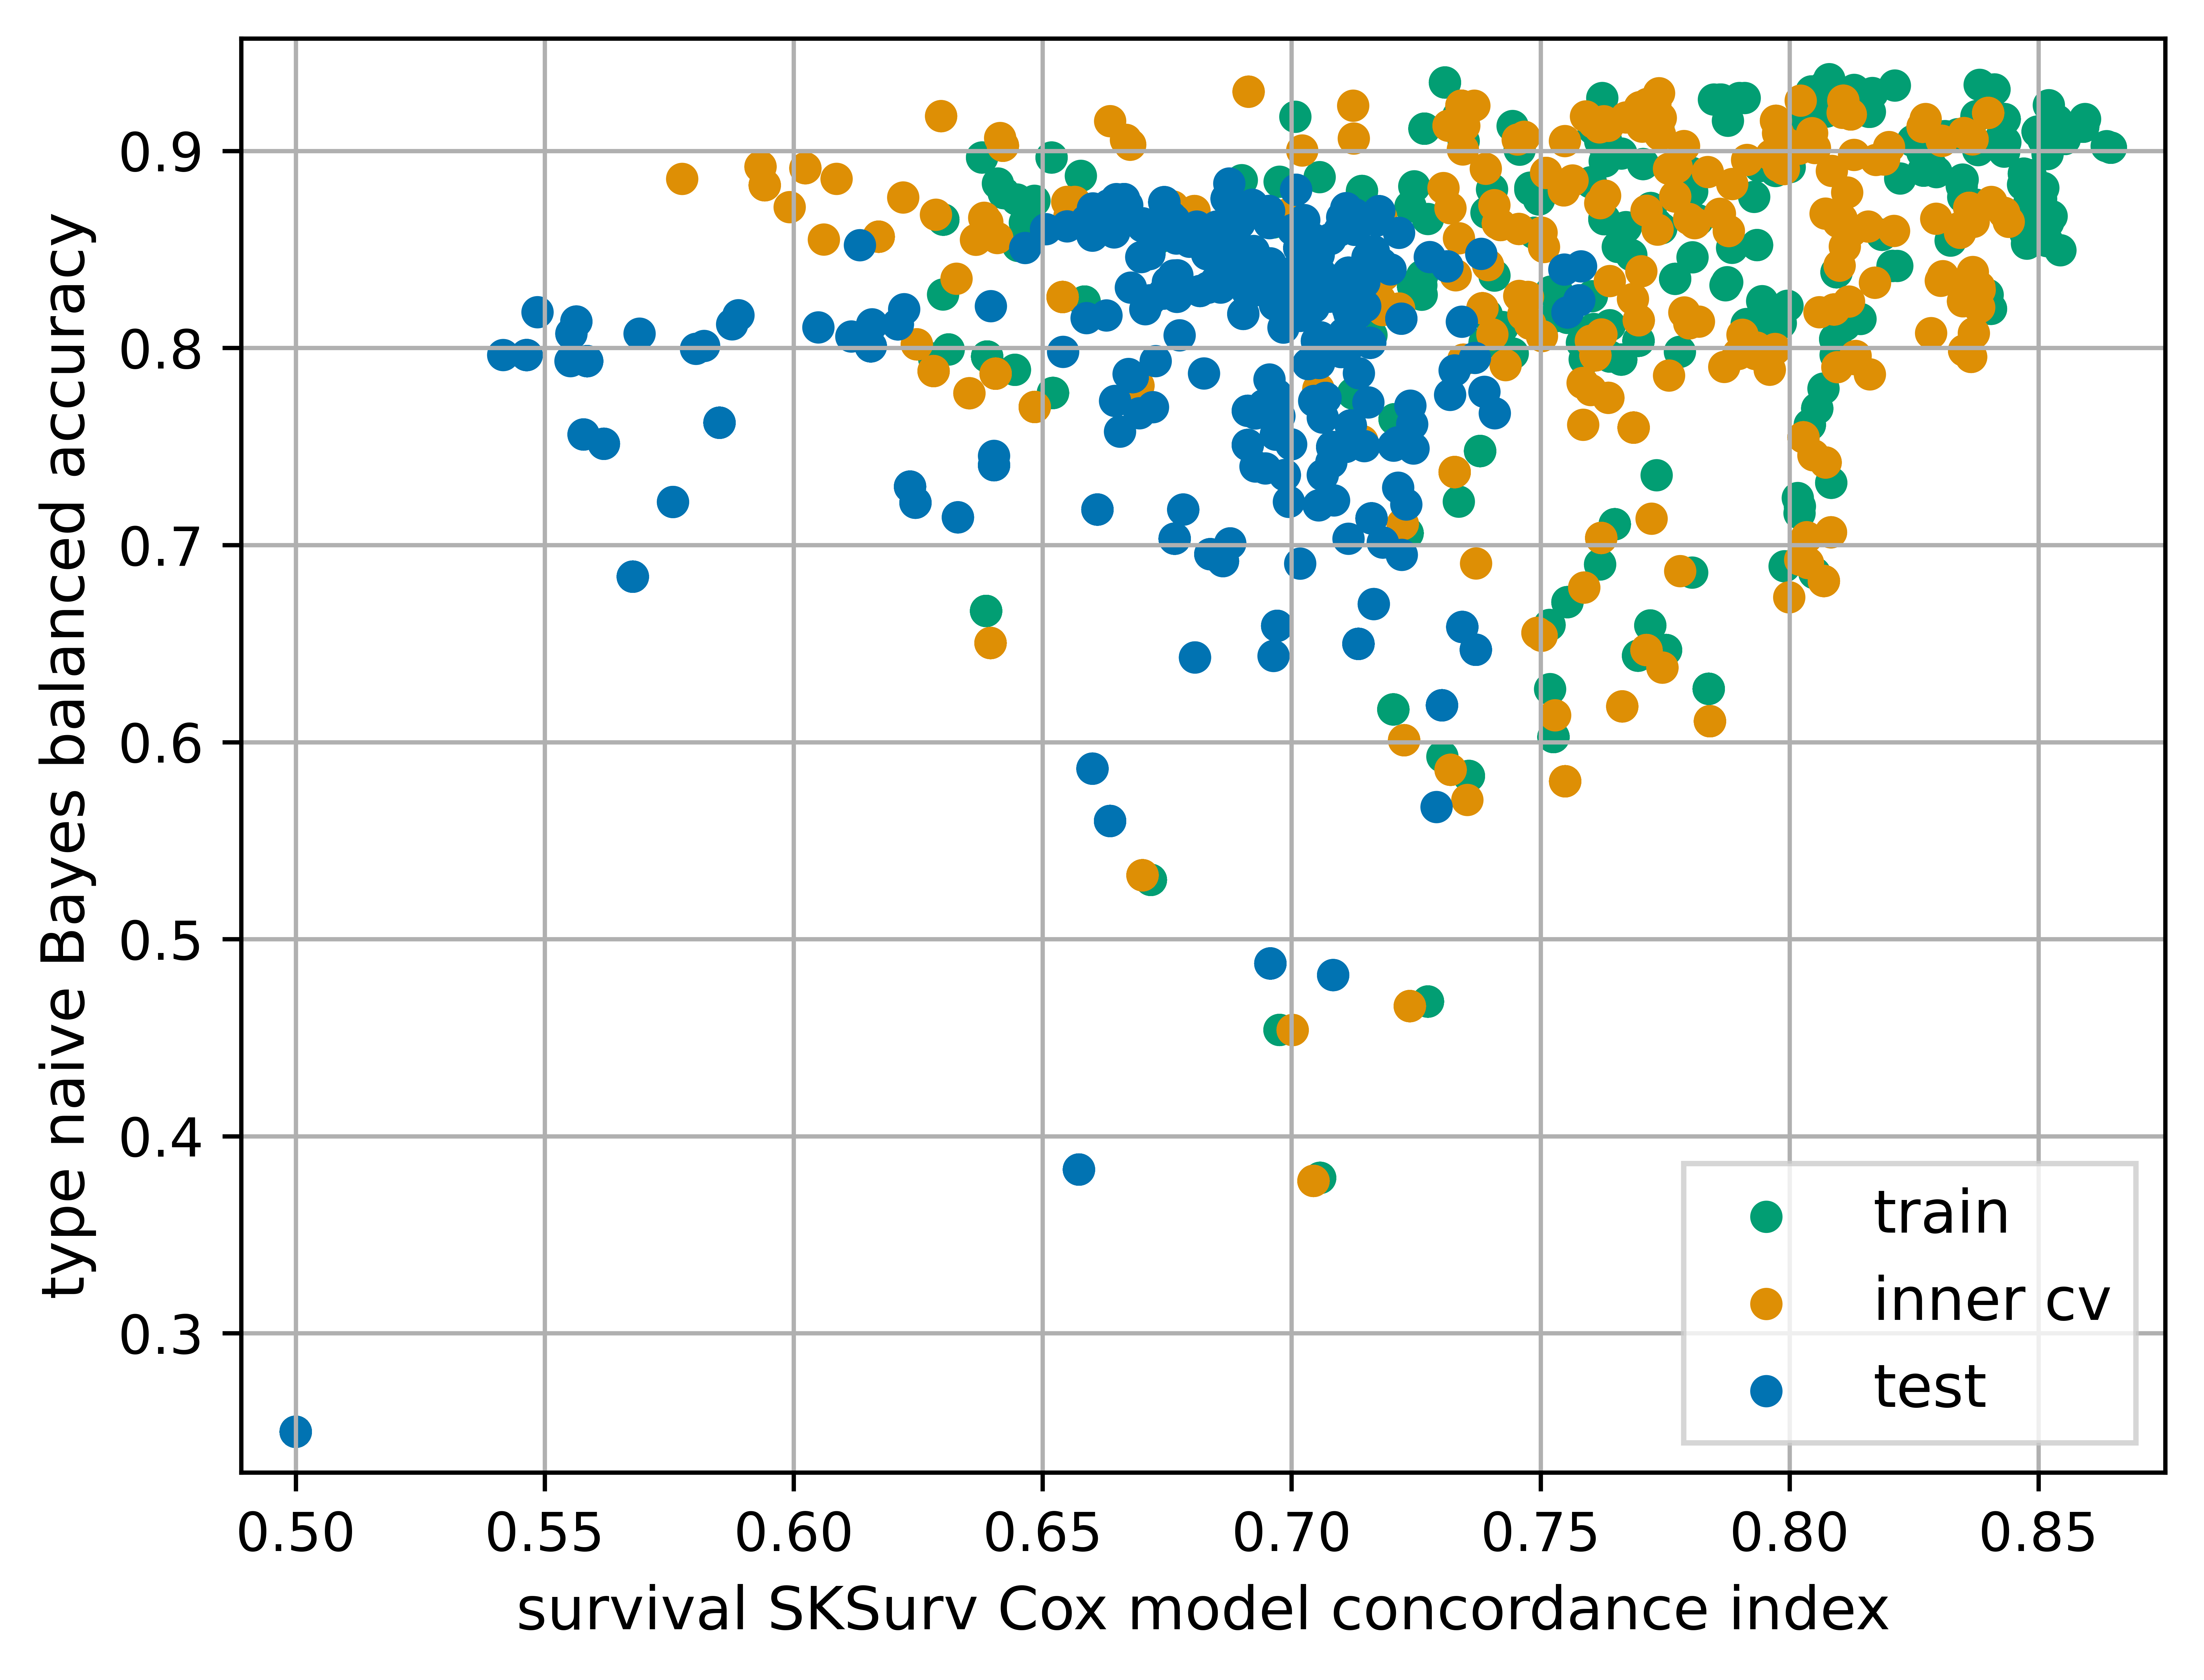 type naive Bayes balanced accuracy
0.9
0.8
0.7
0.6
0.5
0.4
0.3
train
inner cv
test
0.50 0.55 0.60 0.65 0.70 0.75 0.80 0.85
survival SKSurv Cox model concordance index